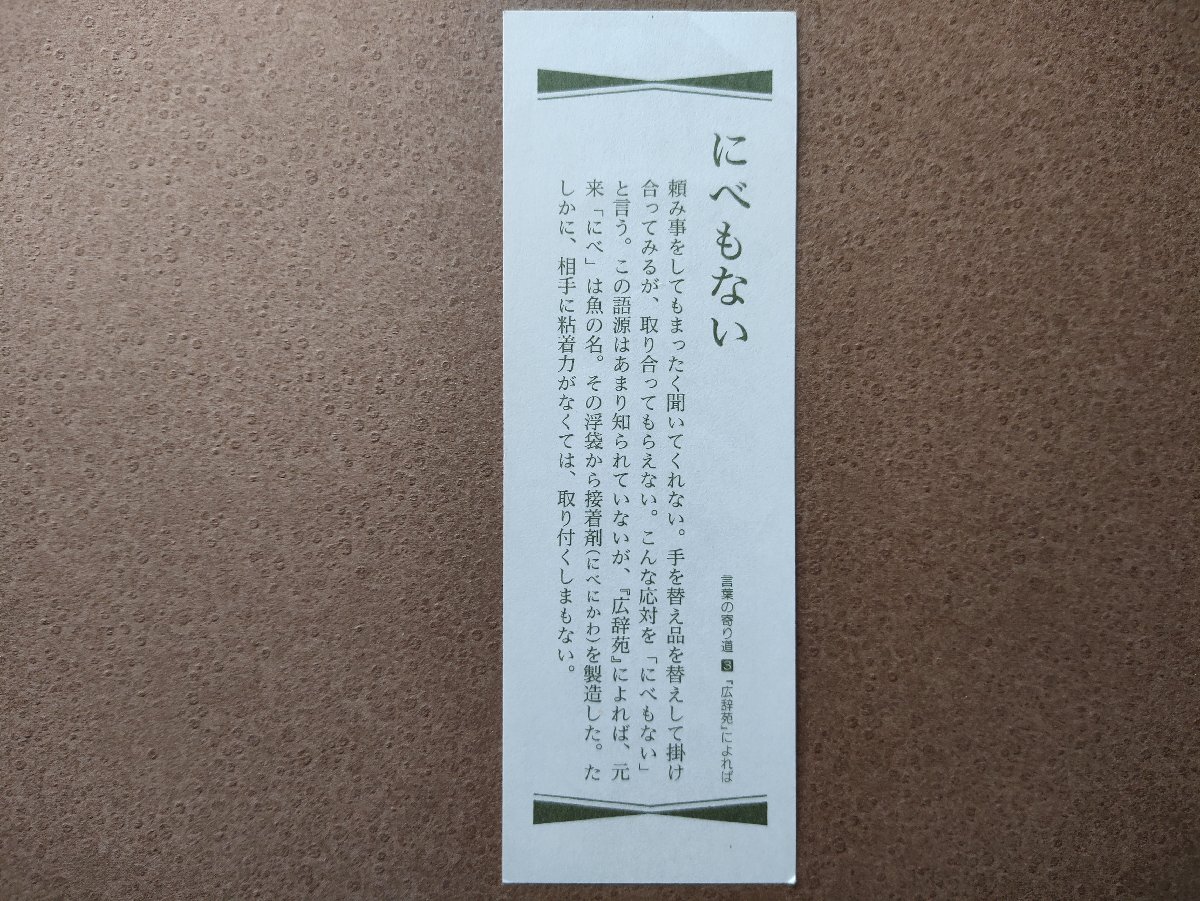 にべもない
言葉の寄り道 3 『広辞苑』によれば
頼み事をしてもまったく聞いてくれない。手を替え品を替えして掛け
合ってみるが、取り合ってもらえない。こんな応対を「にべもない」
と言う。この語源はあまり知られていないが、『広辞苑』によれば、元
来「にべ」は魚の名。その浮袋から接着剤(にべにかわ)を製造した。た
しかに、相手に粘着力がなくては、取り付くしまもない。